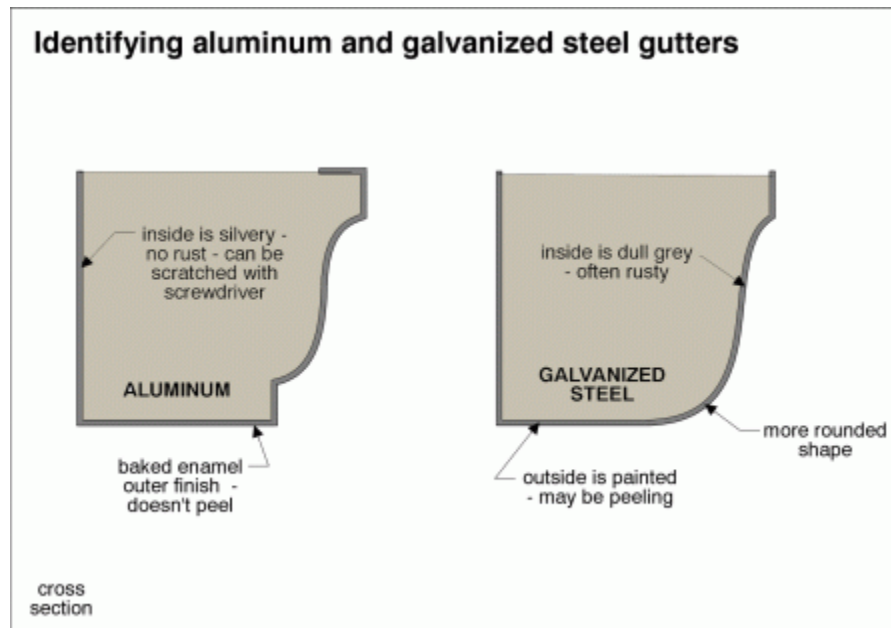 Identifying aluminum and galvanized steel gutters
inside is silvery -
no rust - can be
scratched with
screwdriver
ALUMINUM
baked enamel
outer finish -
doesn't peel
inside is dull grey
- often rusty
GALVANIZED
STEEL
more rounded
shape
outside is painted
- may be peeling
cross
section